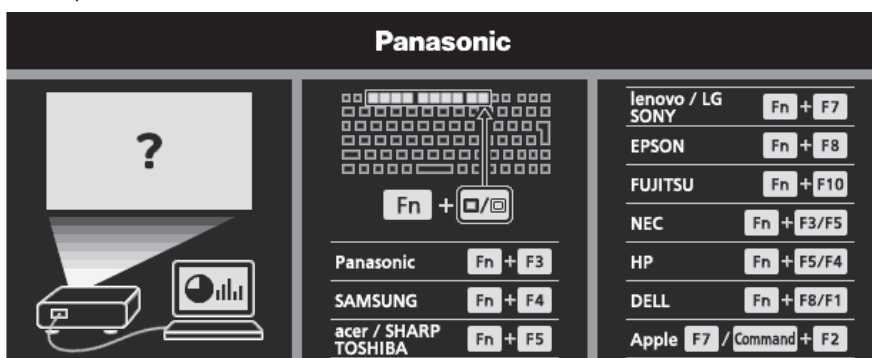 Panasonic
?
Fn + □/回
Panasonic Fn + F3
SAMSUNG Fn + F4
acer / SHARP
TOSHIBA Fn + F5
lenovo / LG
SONY Fn + F7
EPSON Fn + F8
FUJITSU Fn + F10
NEC Fn + F3/F5
HP Fn + F5/F4
DELL Fn + F8/F1
Apple F7 / Command + F2